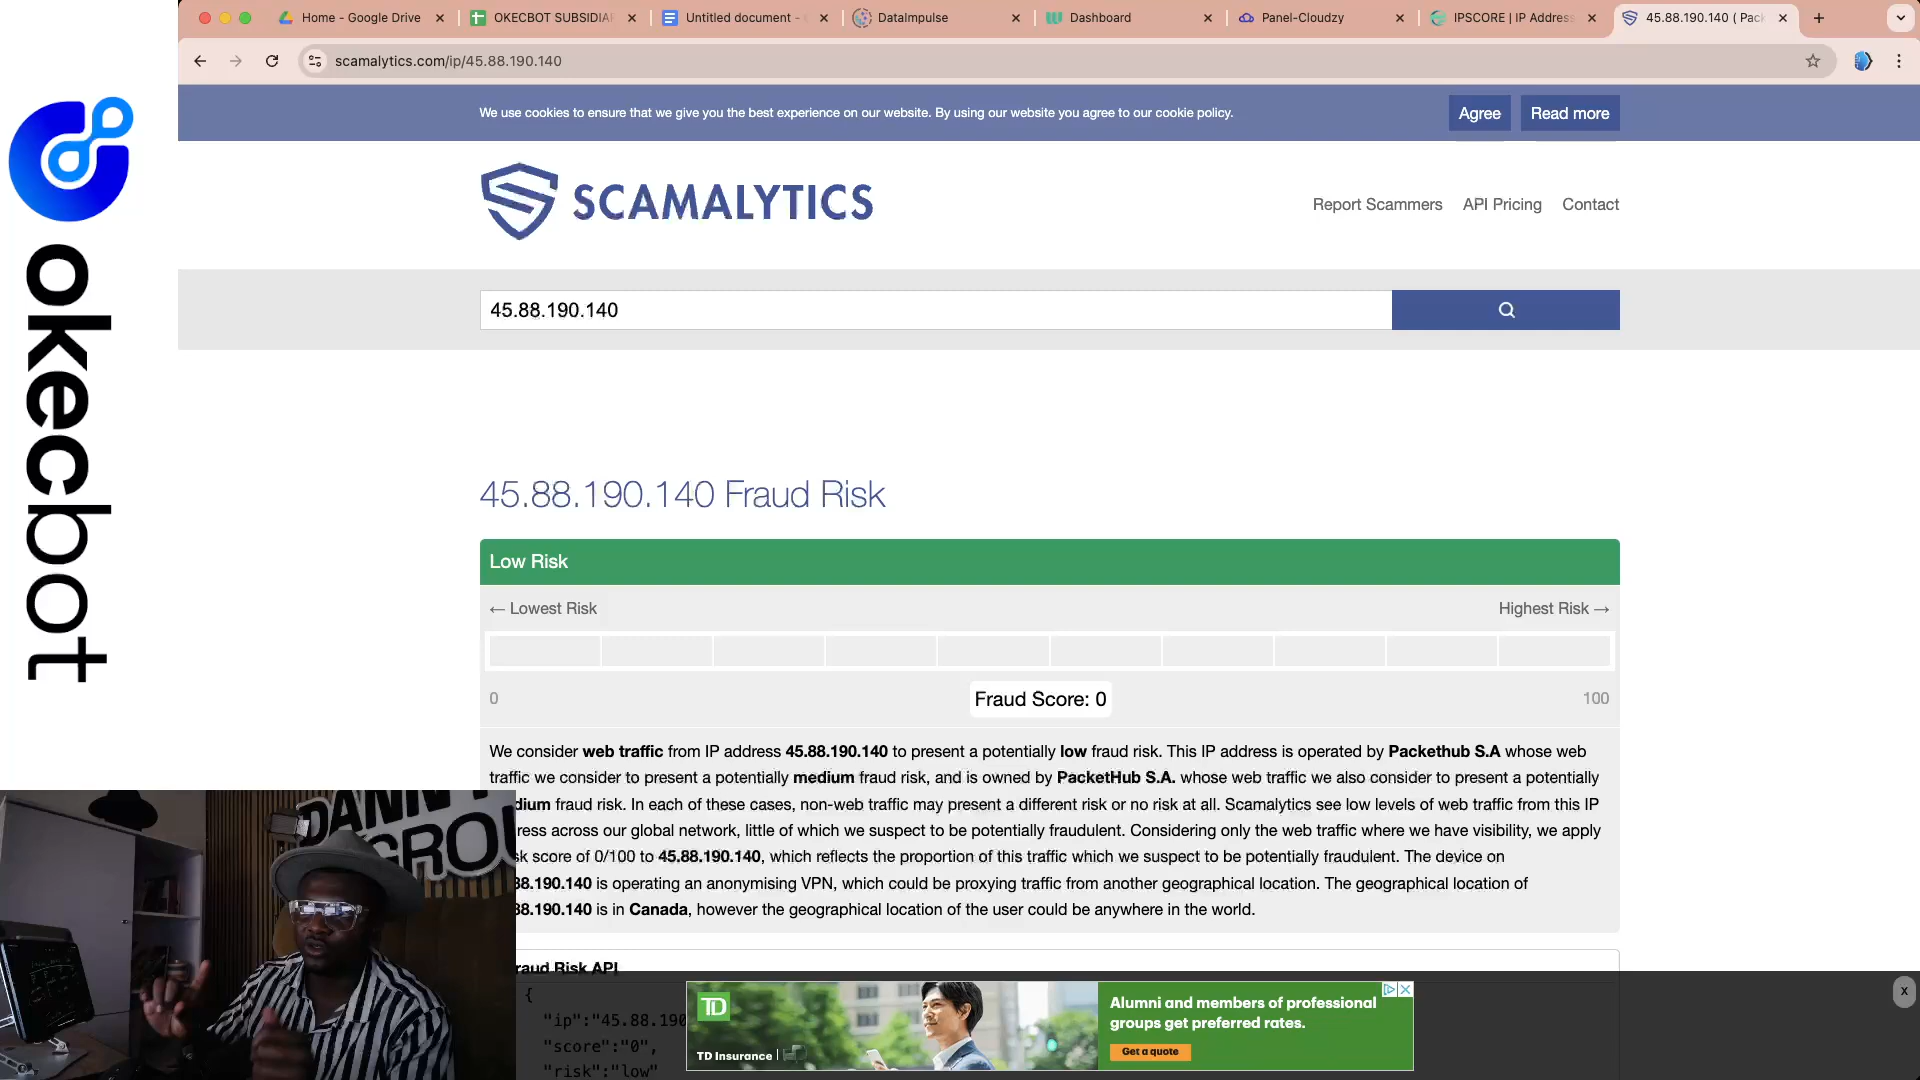 Home - Google Drive
OKECBOT SUBSIDIA
Untitled document -
DataImpulse
Dashboard
Panel-Cloudzy
IPSCORE | IP Address
45.88.190.140 ( Pack
scamalytics.com/ip/45.88.190.140
We use cookies to ensure that we give you the best experience on our website. By using our website you agree to our cookie policy.
Agree
Read more
SCAMALYTICS
Report Scammers
API Pricing
Contact
45.88.190.140
okecbot
45.88.190.140 Fraud Risk
Low Risk
← Lowest Risk
Highest Risk →
0
Fraud Score: 0
100
We consider web traffic from IP address 45.88.190.140 to present a potentially low fraud risk. This IP address is operated by Packethub S.A whose web
traffic we consider to present a potentially medium fraud risk, and is owned by PacketHub S.A. whose web traffic we also consider to present a potentially
dium fraud risk. In each of these cases, non-web traffic may present a different risk or no risk at all. Scamalytics see low levels of web traffic from this IP
ress across our global network, little of which we suspect to be potentially fraudulent. Considering only the web traffic where we have visibility, we apply
sk score of 0/100 to 45.88.190.140, which reflects the proportion of this traffic which we suspect to be potentially fraudulent. The device on
88.190.140 is operating an anonymising VPN, which could be proxying traffic from another geographical location. The geographical location of
88.190.140 is in Canada, however the geographical location of the user could be anywhere in the world.
raud Risk API
{
"ip":"45.88.190
"score":"0",
"risk":"low"
DANN
GROU
TD
TD Insurance
Alumni and members of professional
groups get preferred rates.
Get a quote
X